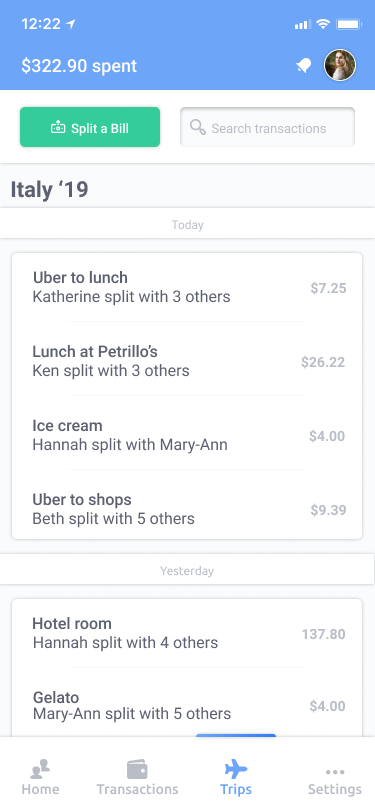 12:22
$322.90 spent
Split a Bill
Search transactions
Italy ‘19
Today
Uber to lunch
Katherine split with 3 others
$7.25
Lunch at Petrillo’s
Ken split with 3 others
$26.22
Ice cream
Hannah split with Mary-Ann
$4.00
Uber to shops
Beth split with 5 others
$9.39
Yesterday
Hotel room
Hannah split with 4 others
137.80
Gelato
Mary-Ann split with 5 others
$4.00
Home
Transactions
Trips
Settings